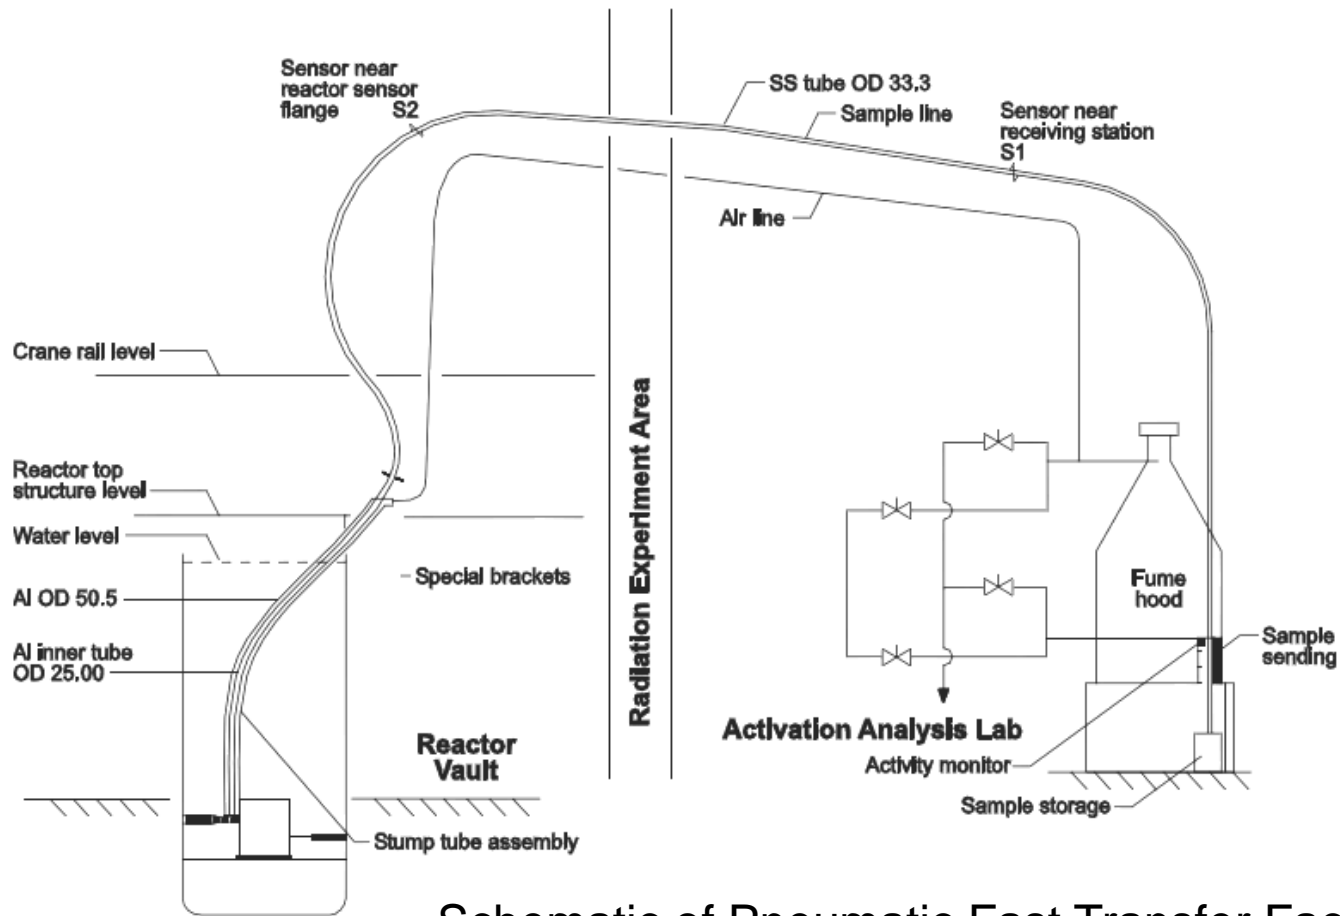 Sensor near
reactor sensor
flange
S2
SS tube OD 33.3
Sample line
Sensor near
receiving station
S1
Air line
Crane rail level
Radiation Experiment Area
Reactor top
structure level
Water level
Special brackets
Al OD 50.5
Al inner tube
OD 25.00
Fume
hood
Sample
sending
Reactor
Vault
Activation Analysis Lab
Activity monitor
Sample storage
Stump tube assembly
Schematic of Pneumatic Fast Transfer Fac